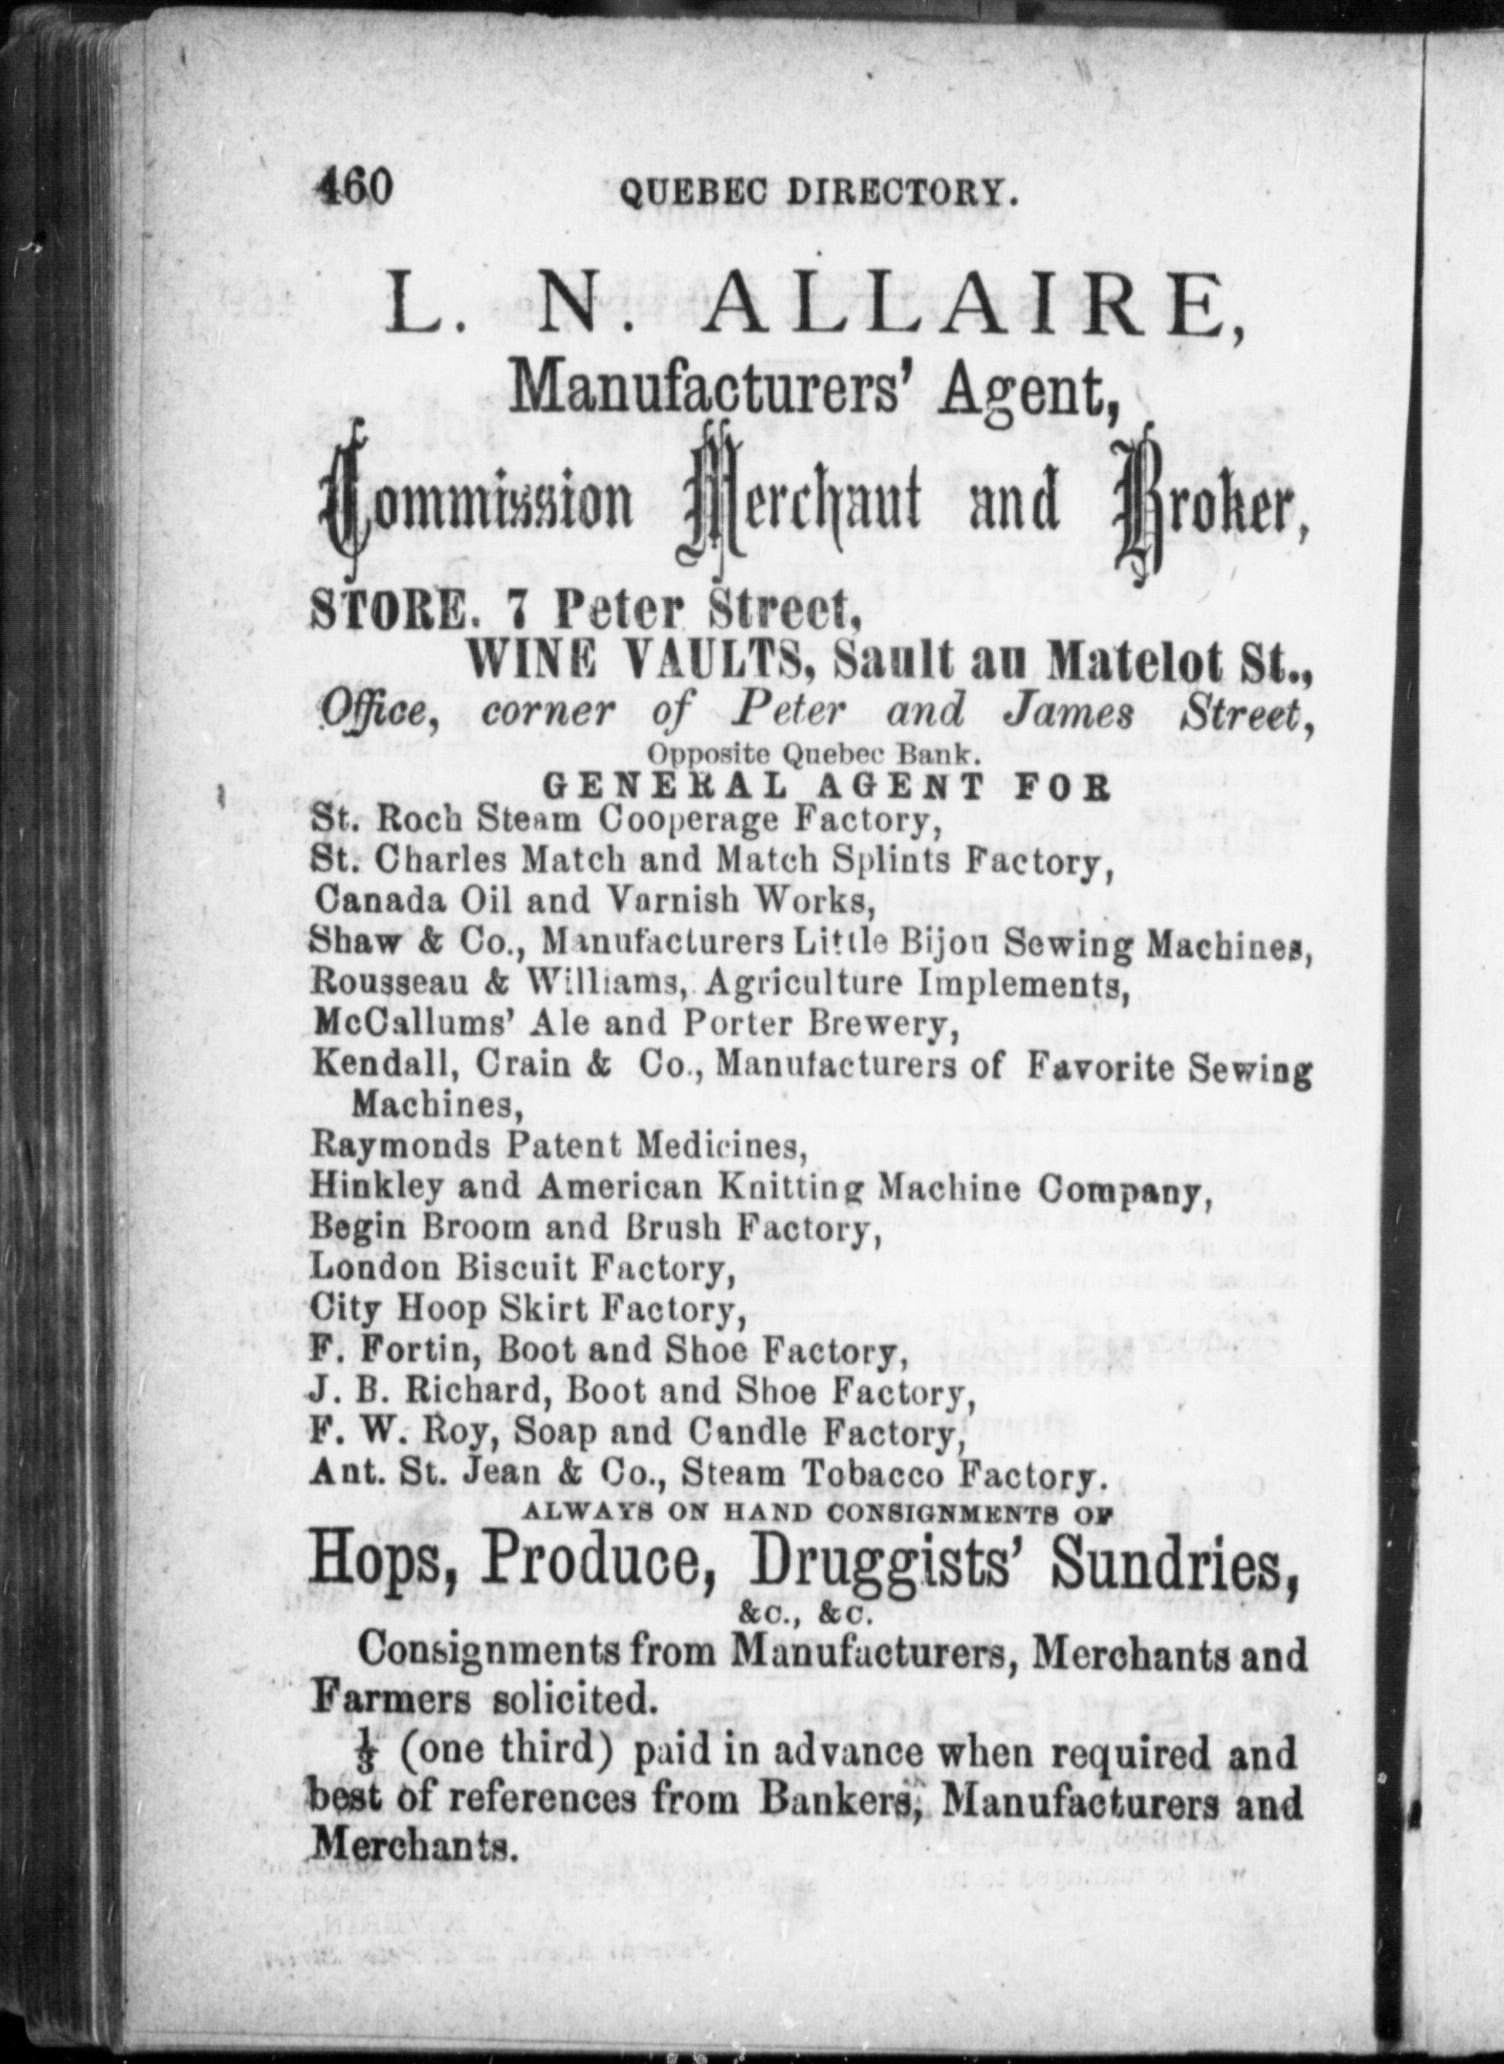 460 QUEBEC DIRECTORY.
L. N. ALLAIRE,
Manufacturers' Agent,
Commission Merchant and Broker,
STORE. 7 Peter Street,
WINE VAULTS, Sault au Matelot St.,
Office, corner of Peter and James Street,
Opposite Quebec Bank.
GENERAL AGENT FOR
St. Roch Steam Cooperage Factory,
St. Charles Match and Match Splints Factory,
Canada Oil and Varnish Works,
Shaw & Co., Manufacturers Little Bijou Sewing Machines,
Rousseau & Williams, Agriculture Implements,
McCallums' Ale and Porter Brewery,
Kendall, Crain & Co., Manufacturers of Favorite Sewing
Machines,
Raymonds Patent Medicines,
Hinkley and American Knitting Machine Company,
Begin Broom and Brush Factory,
London Biscuit Factory,
City Hoop Skirt Factory,
F. Fortin, Boot and Shoe Factory,
J. B. Richard, Boot and Shoe Factory,
F. W. Roy, Soap and Candle Factory,
Ant. St. Jean & Co., Steam Tobacco Factory.
ALWAYS ON HAND CONSIGNMENTS OF
Hops, Produce, Druggists' Sundries,
&C., &C.
Consignments from Manufacturers, Merchants and
Farmers solicited.
⅓ (one third) paid in advance when required and
best of references from Bankers, Manufacturers and
Merchants.